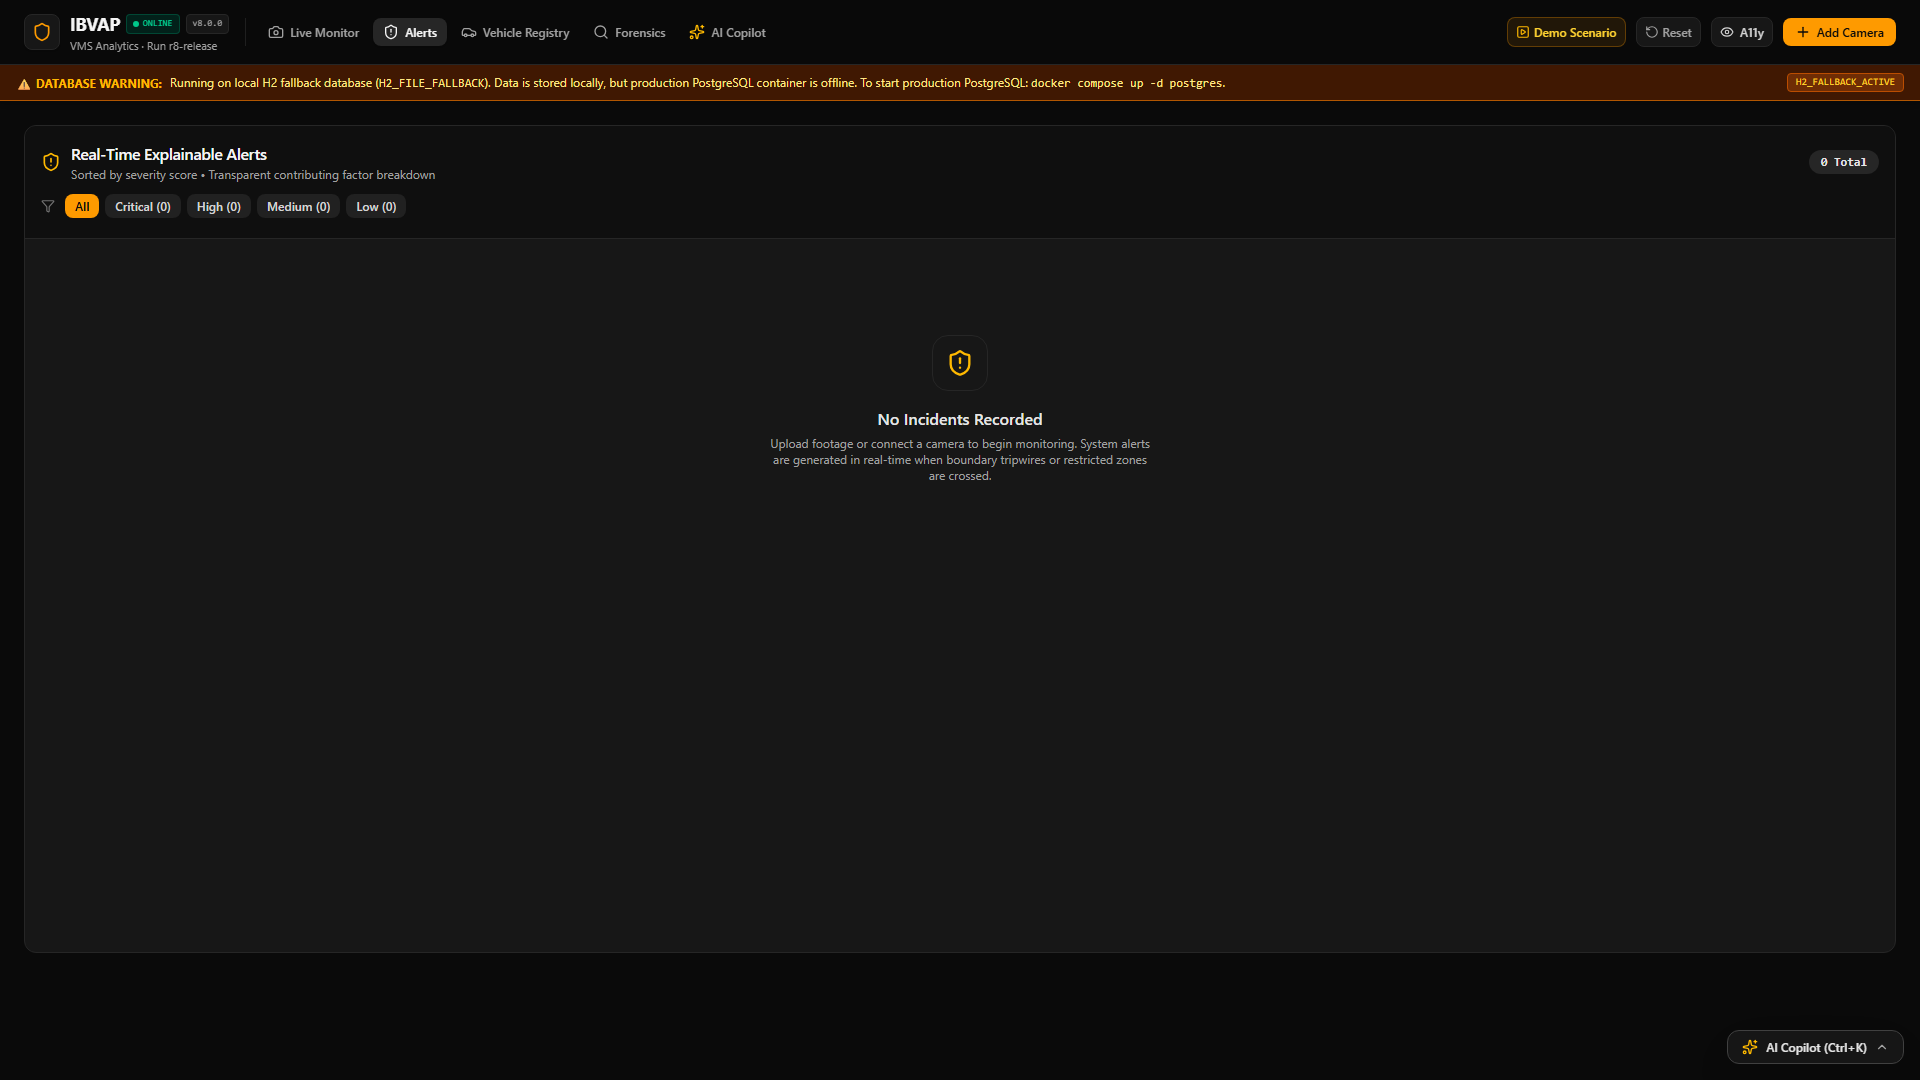 IBVAP ONLINE v8.0.0
VMS Analytics · Run r8-release
Live Monitor Alerts Vehicle Registry Forensics AI Copilot
Demo Scenario Reset A11y + Add Camera
DATABASE WARNING: Running on local H2 fallback database (H2_FILE_FALLBACK). Data is stored locally, but production PostgreSQL container is offline. To start production PostgreSQL: docker compose up -d postgres.
H2_FALLBACK_ACTIVE
Real-Time Explainable Alerts
Sorted by severity score • Transparent contributing factor breakdown
0 Total
All Critical (0) High (0) Medium (0) Low (0)
No Incidents Recorded
Upload footage or connect a camera to begin monitoring. System alerts
are generated in real-time when boundary tripwires or restricted zones
are crossed.
AI Copilot (Ctrl+K)